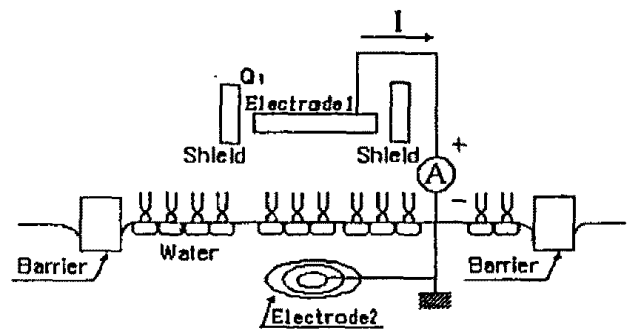 I
Q1
Electrode1
Shield
Shield
+
A
−
Water
Barrier
Barrier
Electrode2